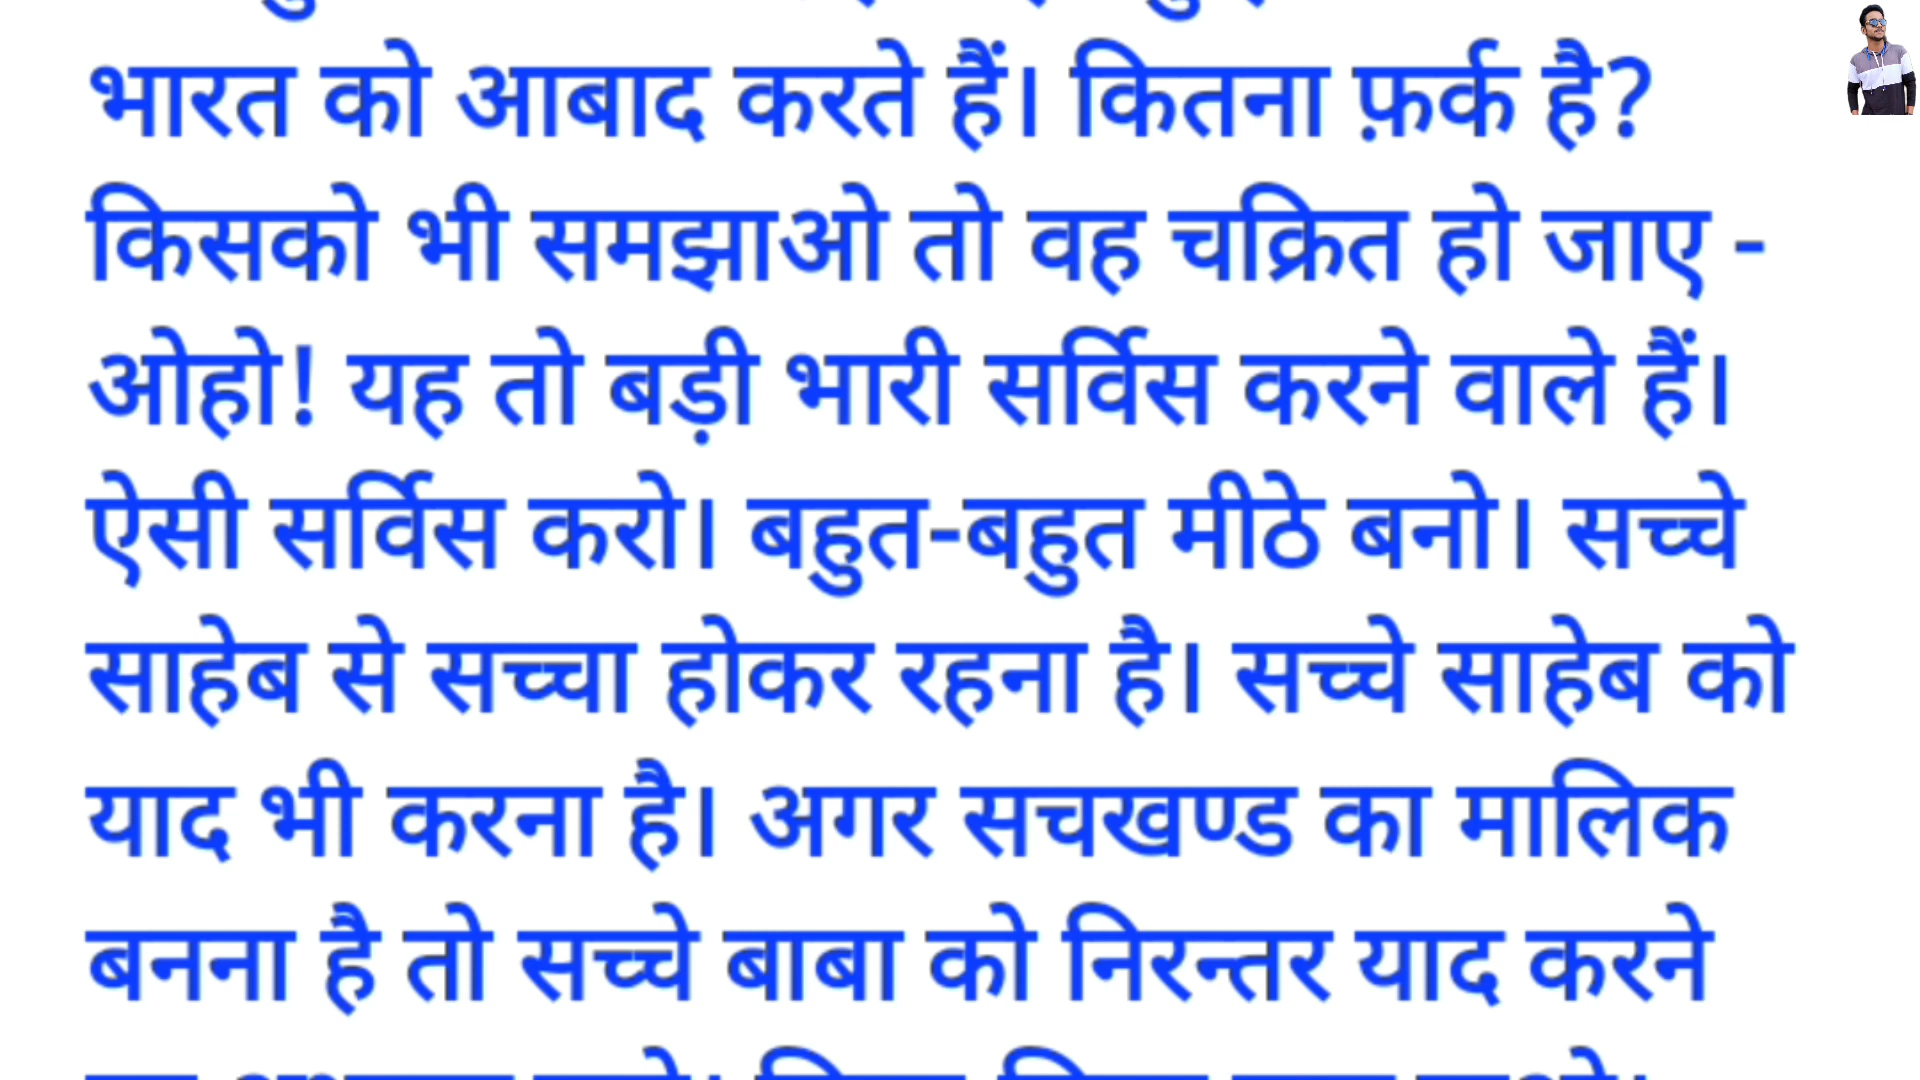 भारत को आबाद करते हैं। कितना फ़र्क है?
किसको भी समझाओ तो वह चक्रित हो जाए -
ओहो! यह तो बड़ी भारी सर्विस करने वाले हैं।
ऐसी सर्विस करो। बहुत-बहुत मीठे बनो। सच्चे
साहेब से सच्चा होकर रहना है। सच्चे साहेब को
याद भी करना है। अगर सचखण्ड का मालिक
बनना है तो सच्चे बाबा को निरन्तर याद करने